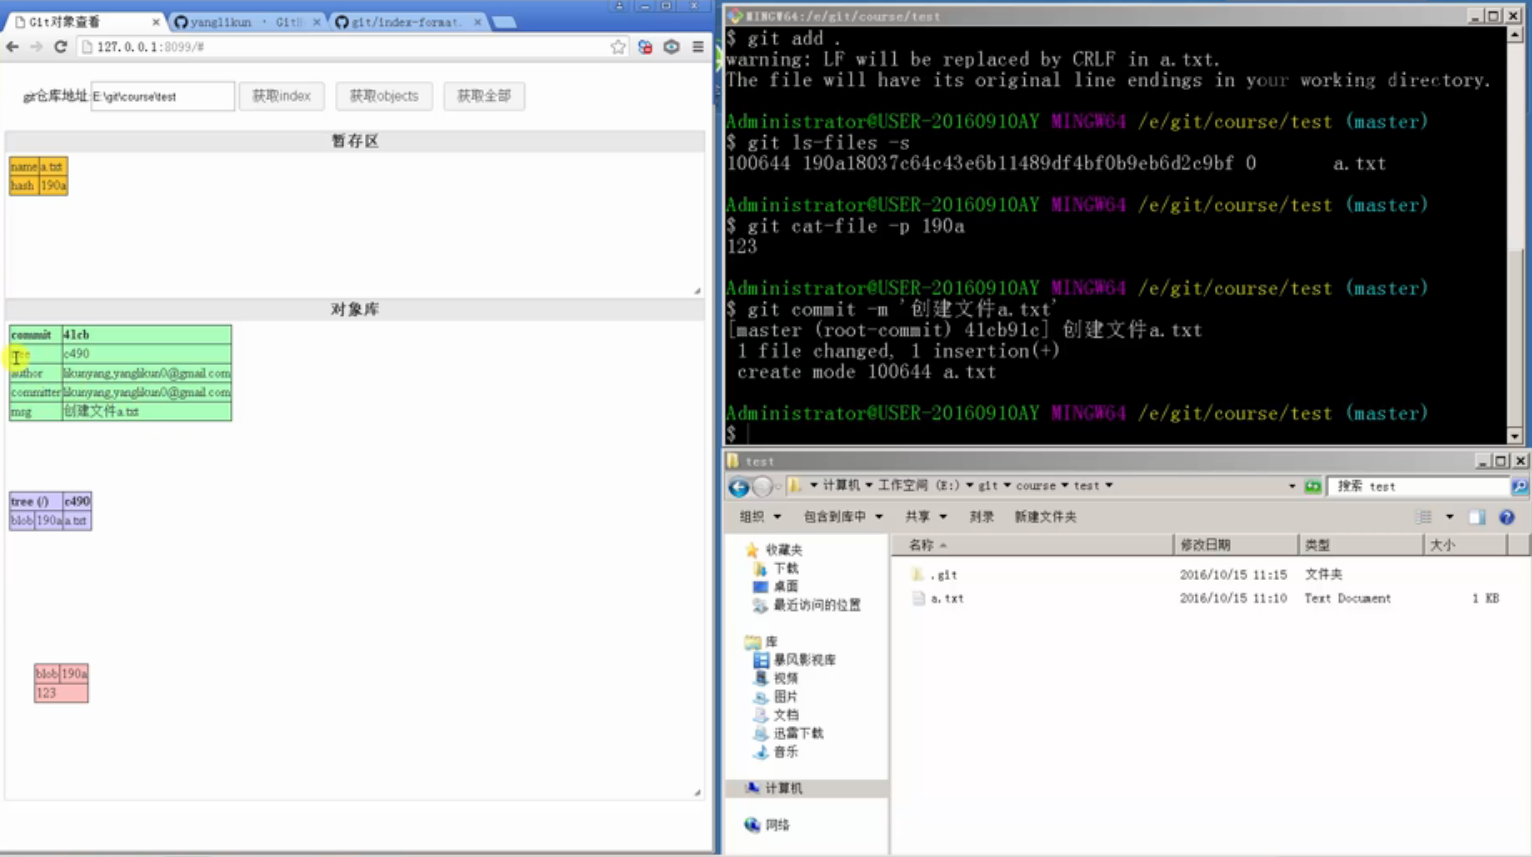 Git对象查看
yanglikun · Git
git/index-format.
127.0.0.1:8099/#
git仓库地址:
E:\git\course\test
获取index
获取objects
获取全部
暂存区
name a.txt
hash 190a
对象库
commit 41cb
c490
author likunyang,yanglikun0@gmail.com
committer likunyang,yanglikun0@gmail.com
msg 创建文件a.txt
tree (/) c490
blob 190a a.txt
blob 190a
123
MINGW64:/e/git/course/test
$ git add .
warning: LF will be replaced by CRLF in a.txt.
The file will have its original line endings in your working directory.
Administrator@USER-20160910AY MINGW64 /e/git/course/test (master)
$ git ls-files -s
100644 190a18037c64c43e6b11489df4bf0b9eb6d2c9bf 0 a.txt
Administrator@USER-20160910AY MINGW64 /e/git/course/test (master)
$ git cat-file -p 190a
123
Administrator@USER-20160910AY MINGW64 /e/git/course/test (master)
$ git commit -m '创建文件a.txt'
[master (root-commit) 41cb91c] 创建文件a.txt
1 file changed, 1 insertion(+)
create mode 100644 a.txt
Administrator@USER-20160910AY MINGW64 /e/git/course/test (master)
$
test
计算机 工作空间 (E:) git course test
搜索 test
组织 包含到库中 共享 刻录 新建文件夹
名称 修改日期 类型 大小
.git 2016/10/15 11:15 文件夹
a.txt 2016/10/15 11:10 Text Document 1 KB
收藏夹
下载
桌面
最近访问的位置
库
暴风影视库
视频
图片
文档
迅雷下载
音乐
计算机
网络